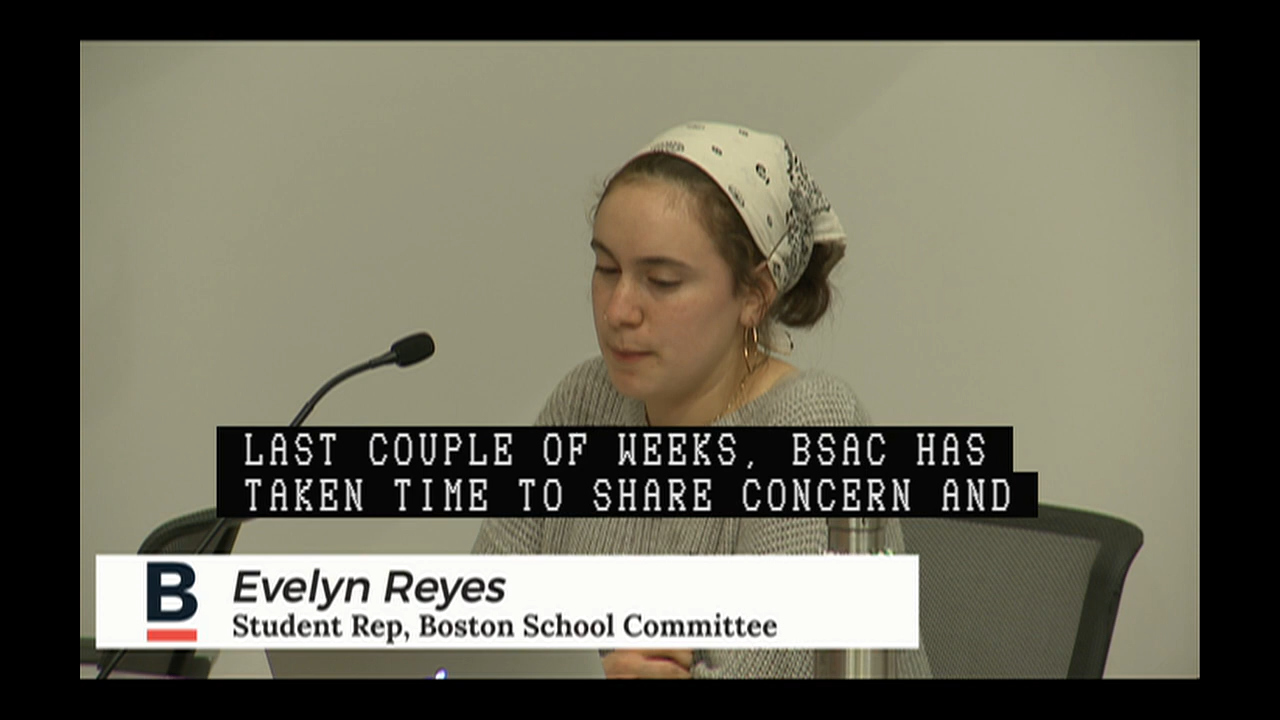 LAST COUPLE OF WEEKS, BSAC HAS
TAKEN TIME TO SHARE CONCERN AND
B
Evelyn Reyes
Student Rep, Boston School Committee